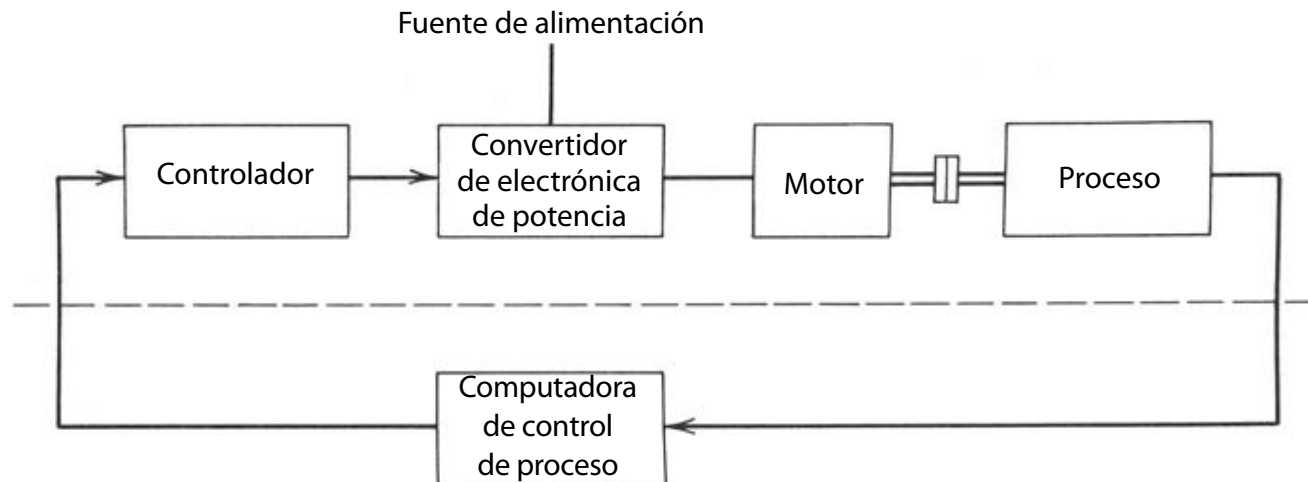 Fuente de alimentación
Controlador
Convertidor
de electrónica
de potencia
Motor
Proceso
Computadora
de control
de proceso